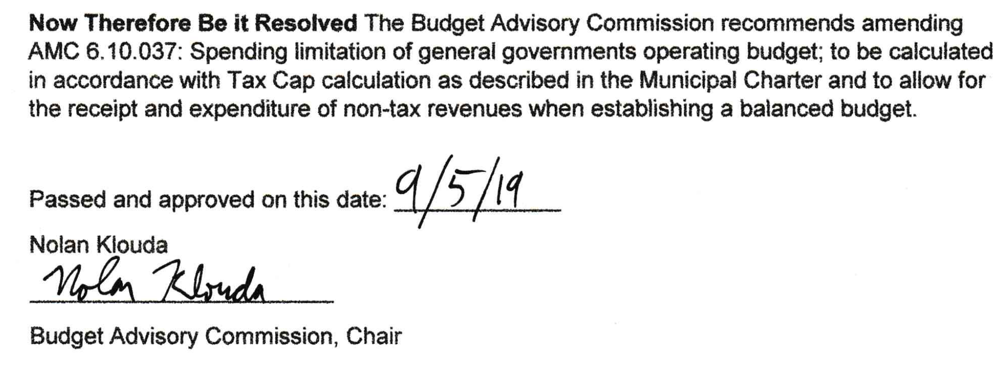 Now Therefore Be it Resolved The Budget Advisory Commission recommends amending
AMC 6.10.037: Spending limitation of general governments operating budget; to be calculated
in accordance with Tax Cap calculation as described in the Municipal Charter and to allow for
the receipt and expenditure of non-tax revenues when establishing a balanced budget.
Passed and approved on this date: 9/5/19
Nolan Klouda
Nolan Klouda
Budget Advisory Commission, Chair